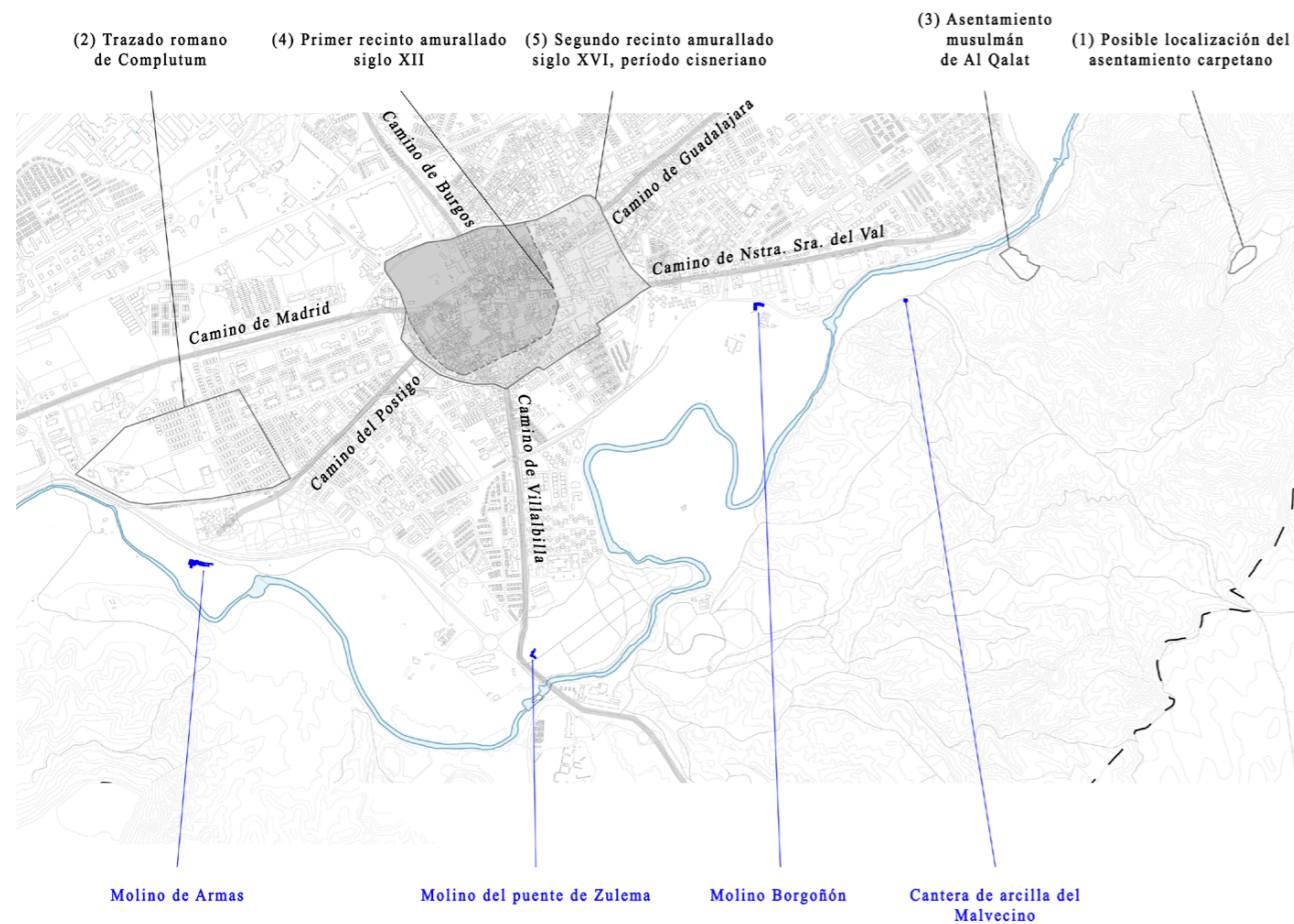 (2) Trazado romano
de Complutum
(4) Primer recinto amurallado
siglo XII
(5) Segundo recinto amurallado
siglo XVI, período cisneriano
(3) Asentamiento
musulmán
de Al Qalat
(1) Posible localización del
asentamiento carpetano
Camino de Burgos
Camino de Guadalajara
Camino de Nstra. Sra. del Val
Camino de Madrid
Camino del Postigo
Camino de Villalbilla
Molino de Armas
Molino del puente de Zulema
Molino Borgoñón
Cantera de arcilla del
Malvecino